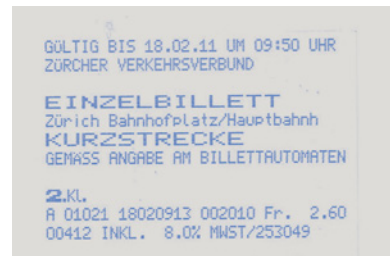 GÜLTIG BIS 18.02.11 UM 09:50 UHR
ZÜRCHER VERKEHRSVERBUND
EINZELBILLETT
Zürich Bahnhofplatz/Hauptbahnh
KURZSTRECKE
GEMÄSS ANGABE AM BILLETTAUTOMATEN
2.KL.
A 01021 18020913 002010 Fr. 2.60
00412 INKL. 8.0% MWST/253049